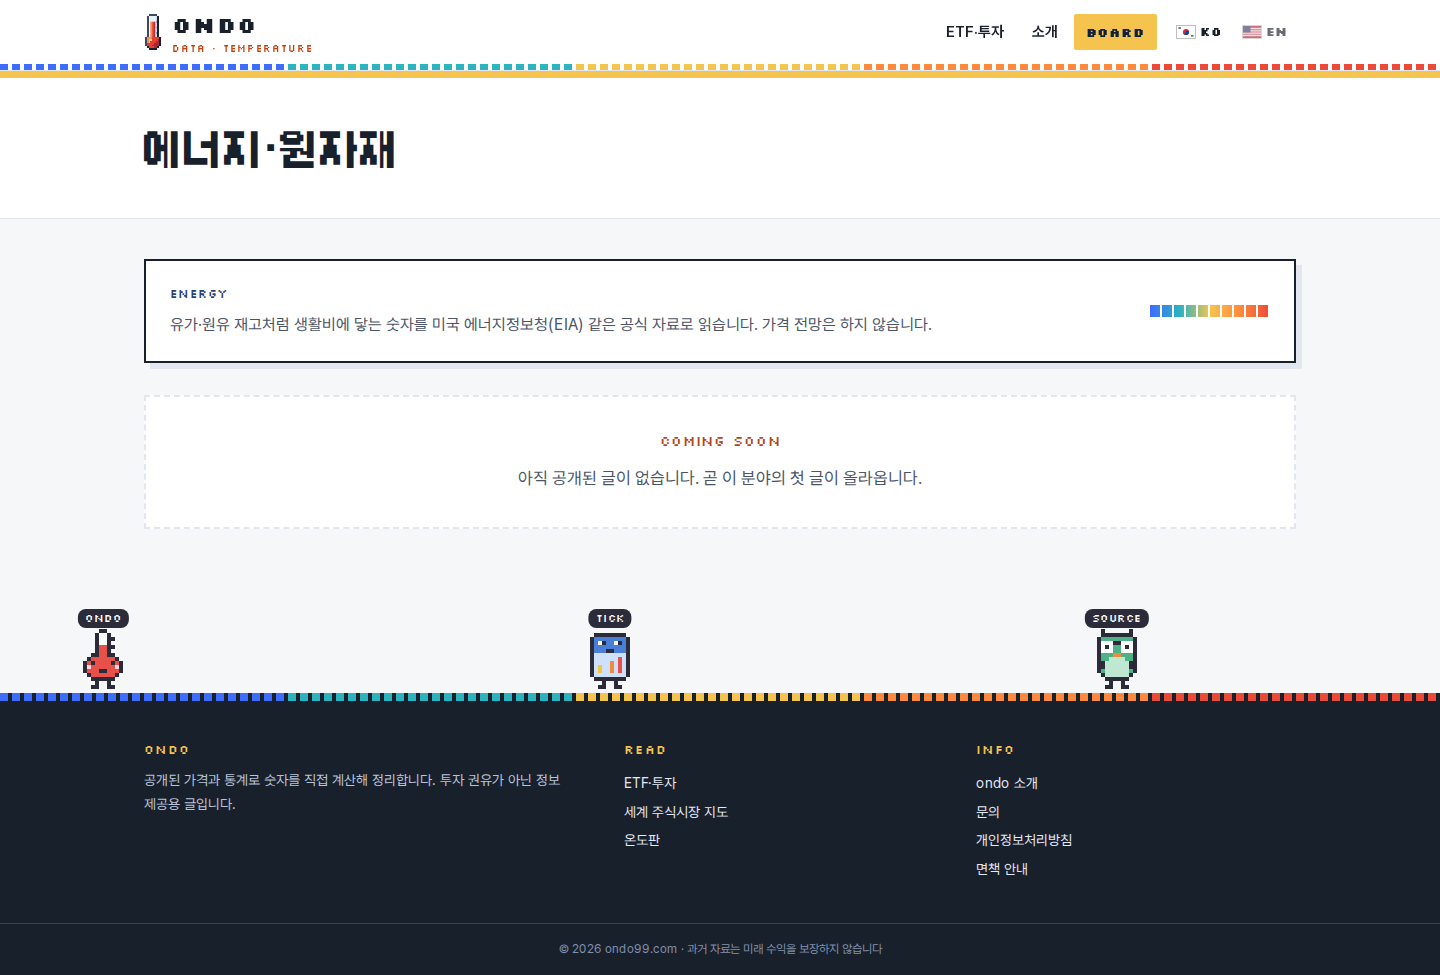 ONDO
DATA · TEMPERATURE
ETF·투자
소개
BOARD
KO
EN
에너지·원자재
ENERGY
유가·원유 재고처럼 생활비에 닿는 숫자를 미국 에너지정보청(EIA) 같은 공식 자료로 읽습니다. 가격 전망은 하지 않습니다.
COMING SOON
아직 공개된 글이 없습니다. 곧 이 분야의 첫 글이 올라옵니다.
ONDO
TICK
SOURCE
ONDO
공개된 가격과 통계로 숫자를 직접 계산해 정리합니다. 투자 권유가 아닌 정보
제공용 글입니다.
READ
ETF·투자
세계 주식시장 지도
온도판
INFO
ondo 소개
문의
개인정보처리방침
면책 안내
© 2026 ondo99.com · 과거 자료는 미래 수익을 보장하지 않습니다